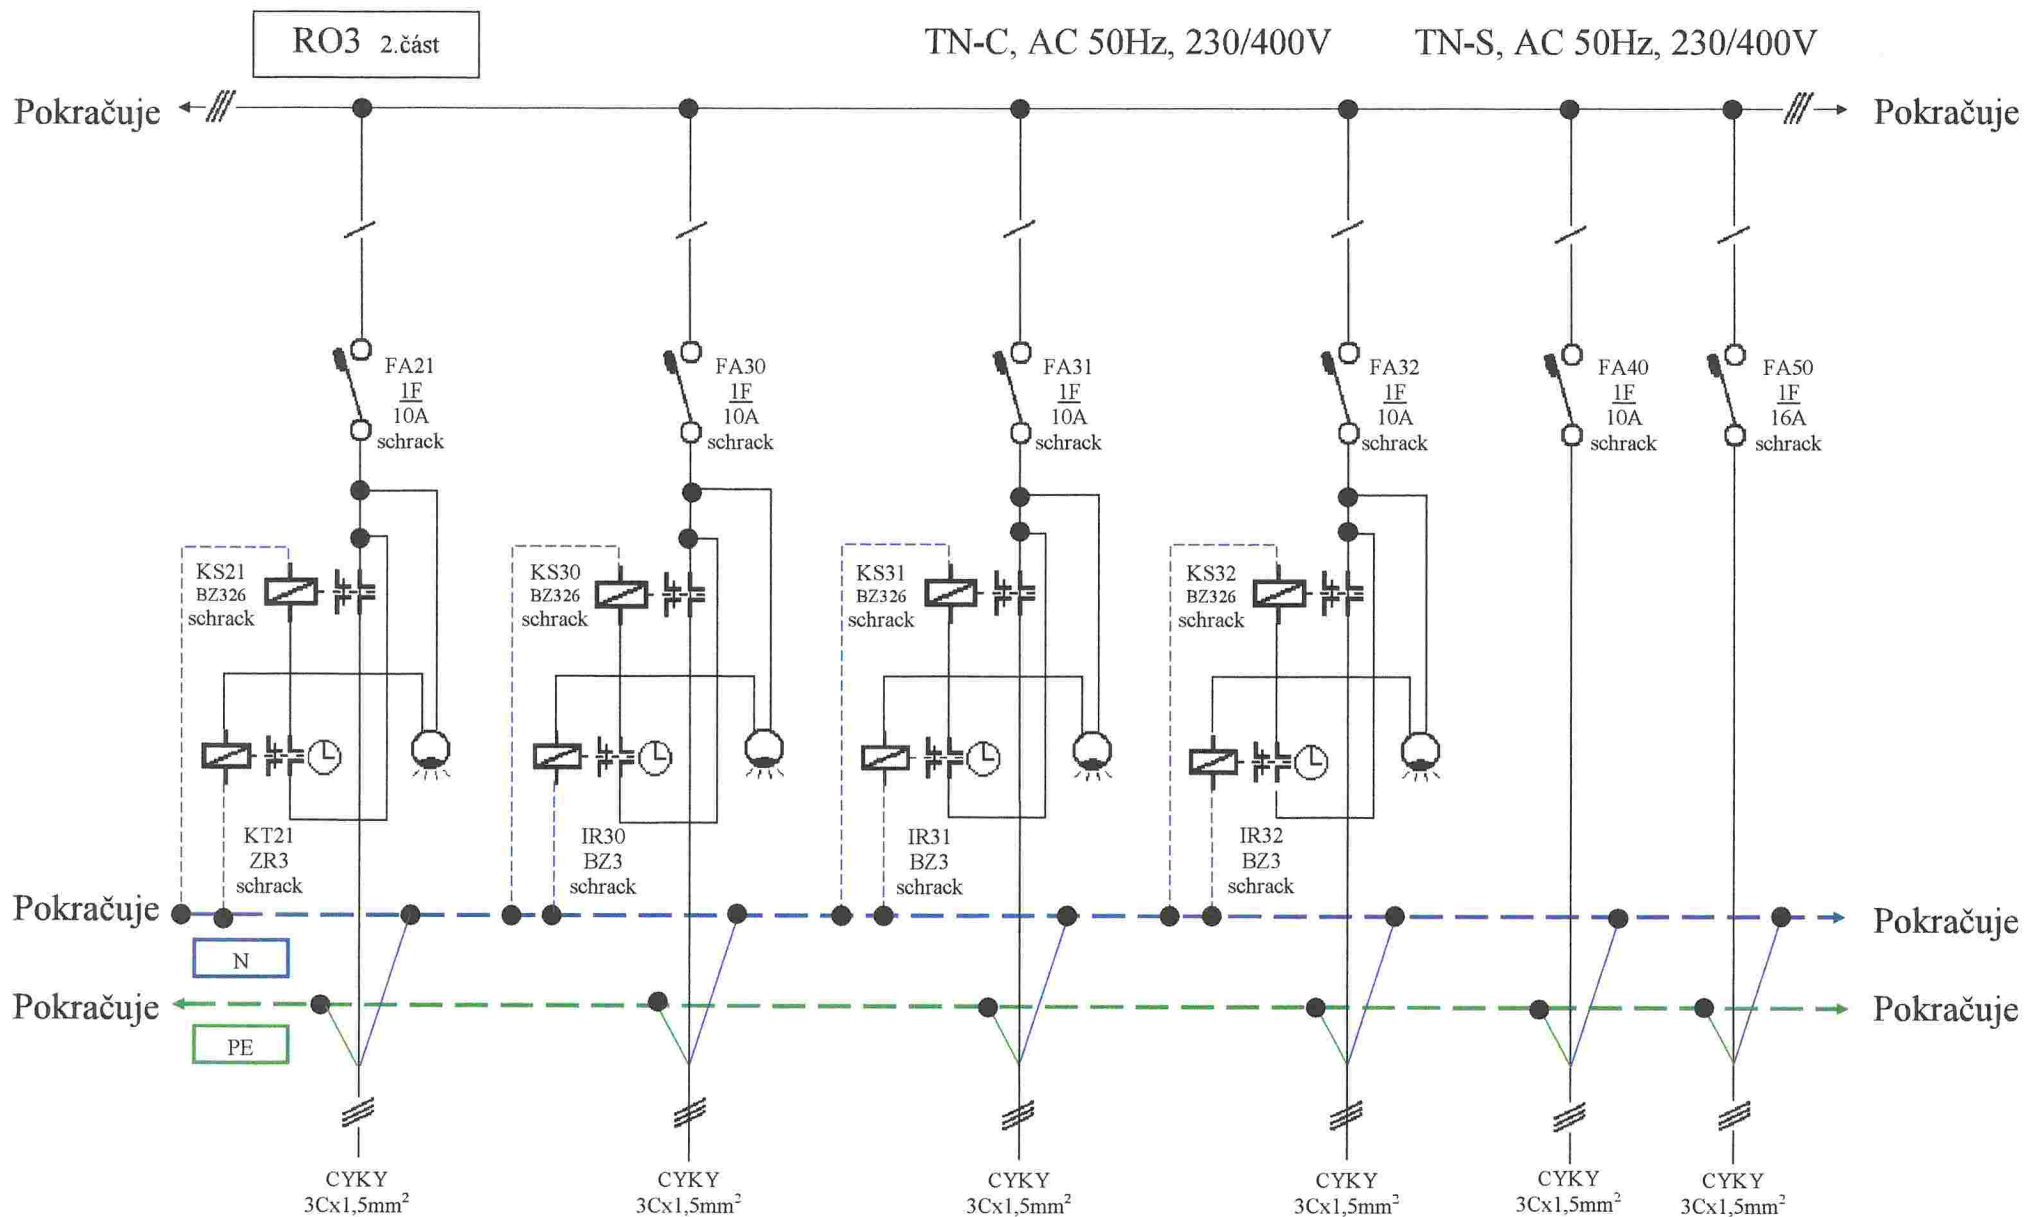 RO3 2.část
TN-C, AC 50Hz, 230/400V
TN-S, AC 50Hz, 230/400V
Pokračuje
Pokračuje
FA21
1F
10A
schrack
FA30
1F
10A
schrack
FA31
1F
10A
schrack
FA32
1F
10A
schrack
FA40
1F
10A
schrack
FA50
1F
16A
schrack
KS21
BZ326
schrack
KS30
BZ326
schrack
KS31
BZ326
schrack
KS32
BZ326
schrack
KT21
ZR3
schrack
IR30
BZ3
schrack
IR31
BZ3
schrack
IR32
BZ3
schrack
Pokračuje
Pokračuje
N
Pokračuje
Pokračuje
PE
CYKY
3Cx1,5mm²
CYKY
3Cx1,5mm²
CYKY
3Cx1,5mm²
CYKY
3Cx1,5mm²
CYKY
3Cx1,5mm²
CYKY
3Cx1,5mm²